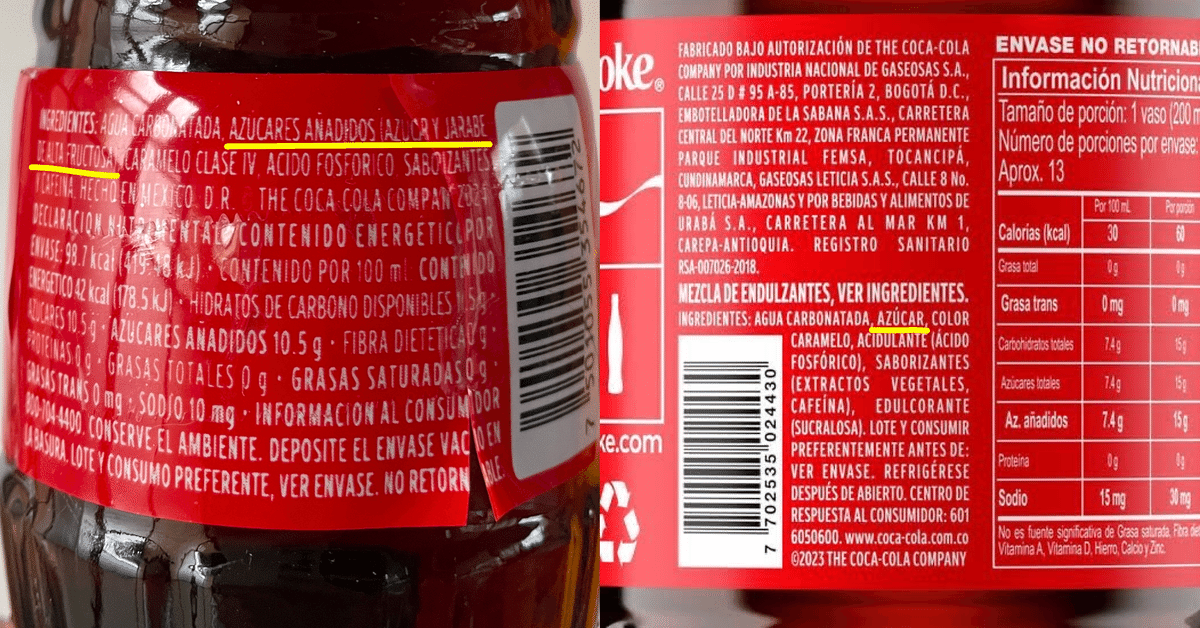 INGREDIENTES: AGUA CARBONATADA, AZÚCARES AÑADIDOS (AZÚCAR Y JARABE
DE ALTA FRUCTOSA), CARAMELO CLASE IV, ACIDO FOSFORICO, SABORIZANTES
Y CAFEÍNA. HECHO EN MÉXICO. D.R. THE COCA-COLA COMPAN 2024
DECLARACION NUTRIMENTAL CONTENIDO ENERGETICO POR
ENVASE: 98.7 kcal (419.48 kJ). CONTENIDO POR 100 ml CONTENIDO
ENERGETICO 42 kcal (178.5 kJ) • HIDRATOS DE CARBONO DISPONIBLES
AZUCARES 10.5 g • AZUCARES AÑADIDOS 10.5 g • FIBRA DIETETICA 0 g •
PROTEINAS 0 g • GRASAS TOTALES 0 g • GRASAS SATURADAS 0 g
GRASAS TRANS 0 mg • SODIO 10 mg • INFORMACION AL CONSUMIDOR
800-704-4400. CONSERVE EL AMBIENTE. DEPOSITE EL ENVASE VACIO EN
LA BASURA. LOTE Y CONSUMO PREFERENTE, VER ENVASE. NO RETORNABLE.
oke®
ke.com
FABRICADO BAJO AUTORIZACIÓN DE THE COCA-COLA
COMPANY POR INDUSTRIA NACIONAL DE GASEOSAS S.A.,
CALLE 25 D # 95 A-85, PORTERÍA 2, BOGOTÁ D.C.,
EMBOTELLADORA DE LA SABANA S.A.S., CARRETERA
CENTRAL DEL NORTE Km 22, ZONA FRANCA PERMANENTE
PARQUE INDUSTRIAL FEMSA, TOCANCIPÁ,
CUNDINAMARCA, GASEOSAS LETICIA S.A.S., CALLE 8 No.
8-06, LETICIA-AMAZONAS Y POR BEBIDAS Y ALIMENTOS DE
URABÁ S.A., CARRETERA AL MAR KM 1,
CAREPA-ANTIOQUIA. REGISTRO SANITARIO
RSA-007026-2018.
MEZCLA DE ENDULZANTES, VER INGREDIENTES.
INGREDIENTES: AGUA CARBONATADA, AZÚCAR, COLOR
CARAMELO, ACIDULANTE (ÁCIDO
FOSFÓRICO), SABORIZANTES
(EXTRACTOS VEGETALES,
CAFEÍNA), EDULCORANTE
(SUCRALOSA). LOTE Y CONSUMIR
PREFERENTEMENTE ANTES DE:
VER ENVASE. REFRIGÉRESE
DESPUÉS DE ABIERTO. CENTRO DE
RESPUESTA AL CONSUMIDOR: 601
6050600. www.coca-cola.com.co
©2023 THE COCA-COLA COMPANY
7 702535 024430
ENVASE NO RETORNAB
Información Nutriciona
Tamaño de porción: 1 vaso (200 m
Número de porciones por envase:
Aprox. 13
Por 100 mL Por porción
Calorías (kcal) 30 60
Grasa total 0 g 0 g
Grasa trans 0 mg 0 mg
Carbohidratos totales 7.4 g 15 g
Azúcares totales 7.4 g 15 g
Az. añadidos 7.4 g 15 g
Proteína 0 g 0 g
Sodio 15 mg 30 mg
No es fuente significativa de Grasa saturada, Fibra die
Vitamina A, Vitamina D, Hierro, Calcio y Zinc.